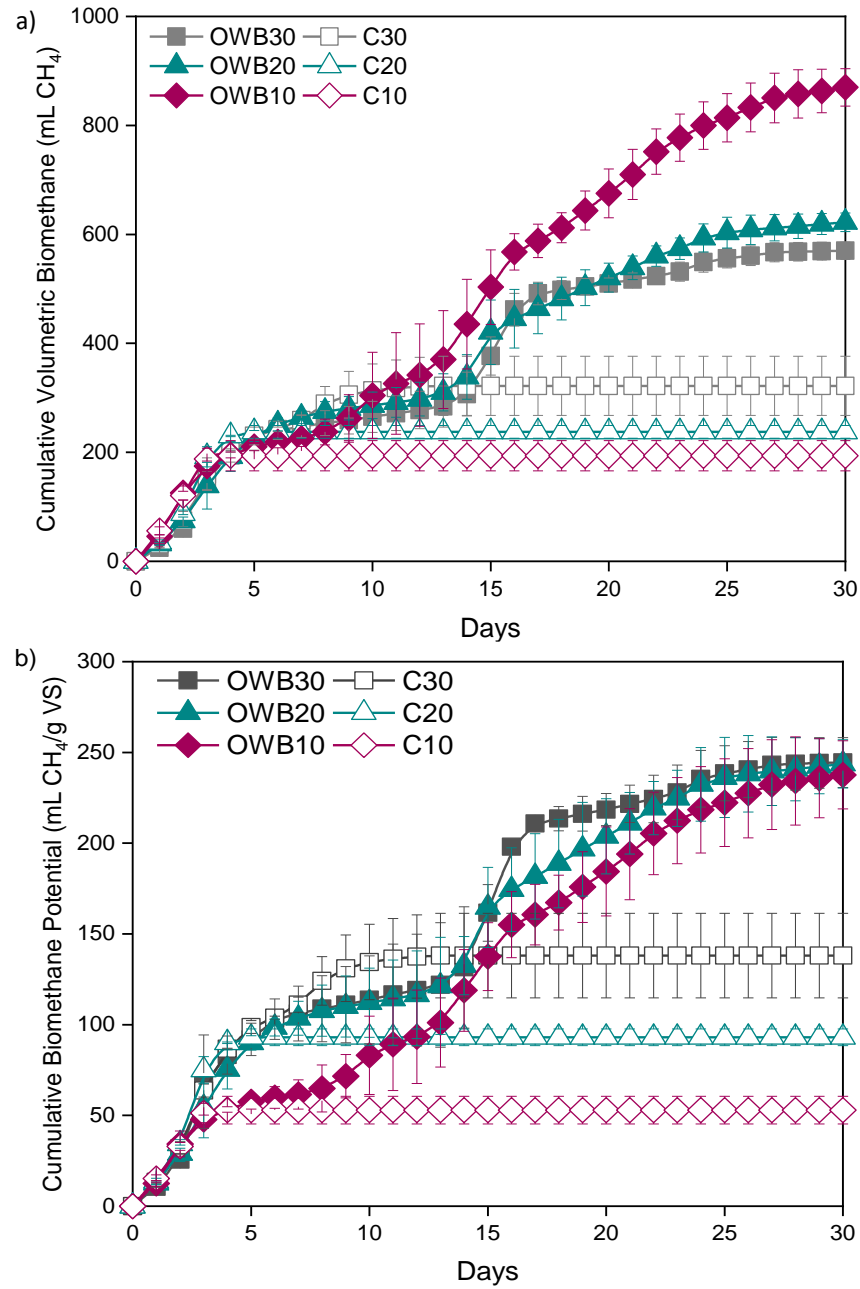 a)
Cumulative Volumetric Biomethane (mL CH₄)
1000
800
600
400
200
0
OWB30 C30
OWB20 C20
OWB10 C10
0 5 10 15 20 25 30
Days
b)
Cumulative Biomethane Potential (mL CH₄/g VS)
300
250
200
150
100
50
0
OWB30 C30
OWB20 C20
OWB10 C10
0 5 10 15 20 25 30
Days